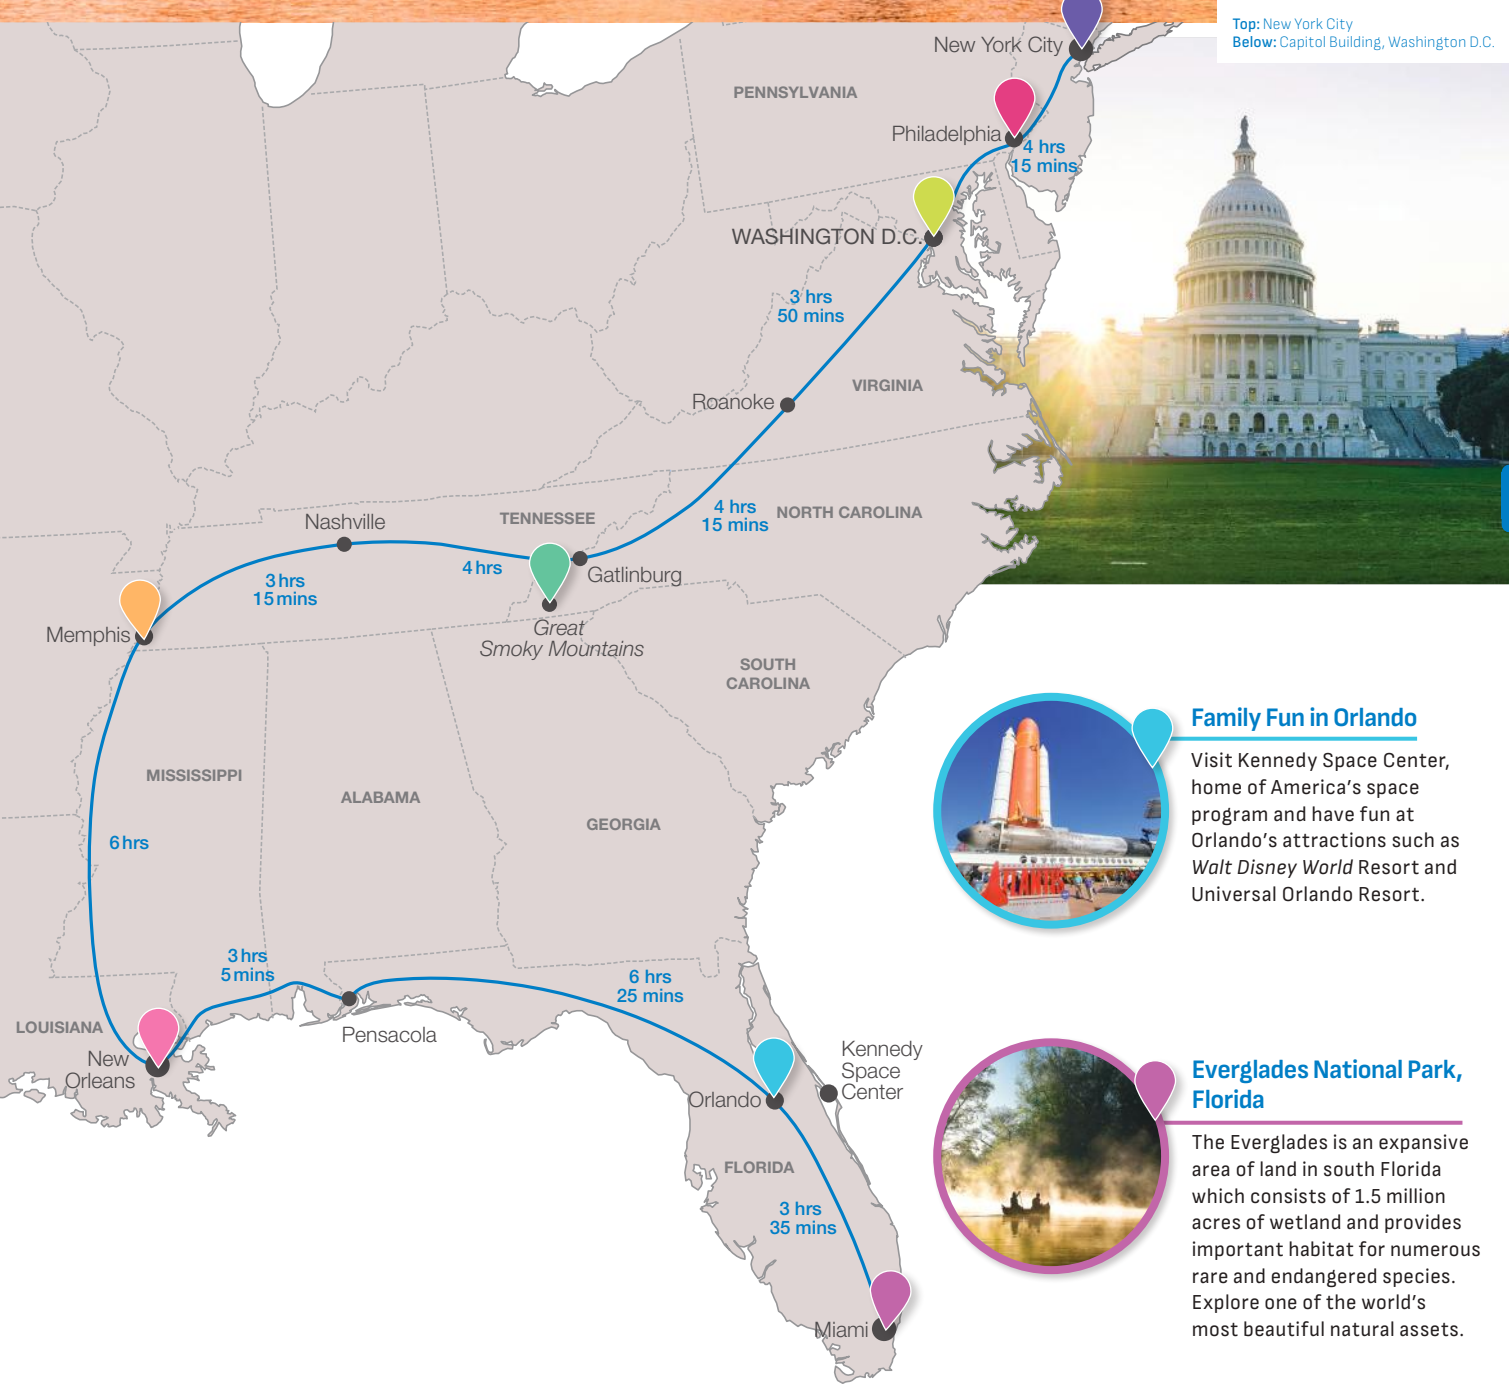 Top: New York City
Below: Capitol Building, Washington D.C.
New York City
PENNSYLVANIA
Philadelphia
4 hrs
15 mins
WASHINGTON D.C.
3 hrs
50 mins
VIRGINIA
Roanoke
4 hrs
15 mins
NORTH CAROLINA
TENNESSEE
Nashville
4 hrs
Gatlinburg
3 hrs
15 mins
Great
Smoky Mountains
Memphis
SOUTH
CAROLINA
MISSISSIPPI
ALABAMA
GEORGIA
6 hrs
3 hrs
5 mins
6 hrs
25 mins
LOUISIANA
Pensacola
New
Orleans
Kennedy
Space
Center
Orlando
FLORIDA
3 hrs
35 mins
Miami
Family Fun in Orlando
Visit Kennedy Space Center,
home of America's space
program and have fun at
Orlando's attractions such as
Walt Disney World Resort and
Universal Orlando Resort.
Everglades National Park,
Florida
The Everglades is an expansive
area of land in south Florida
which consists of 1.5 million
acres of wetland and provides
important habitat for numerous
rare and endangered species.
Explore one of the world's
most beautiful natural assets.